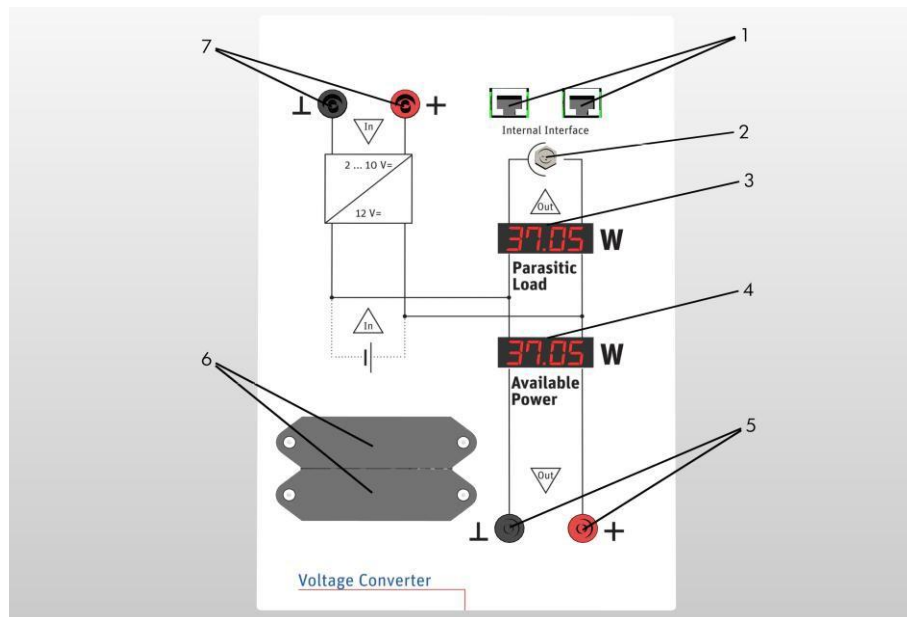 7
1
⊥
+
In
Internal Interface
2
2 ... 10 V=
12 V=
3
Out
37.05 W
Parasitic
Load
4
In
37.05 W
6
Available
Power
5
Out
⊥
+
Voltage Converter